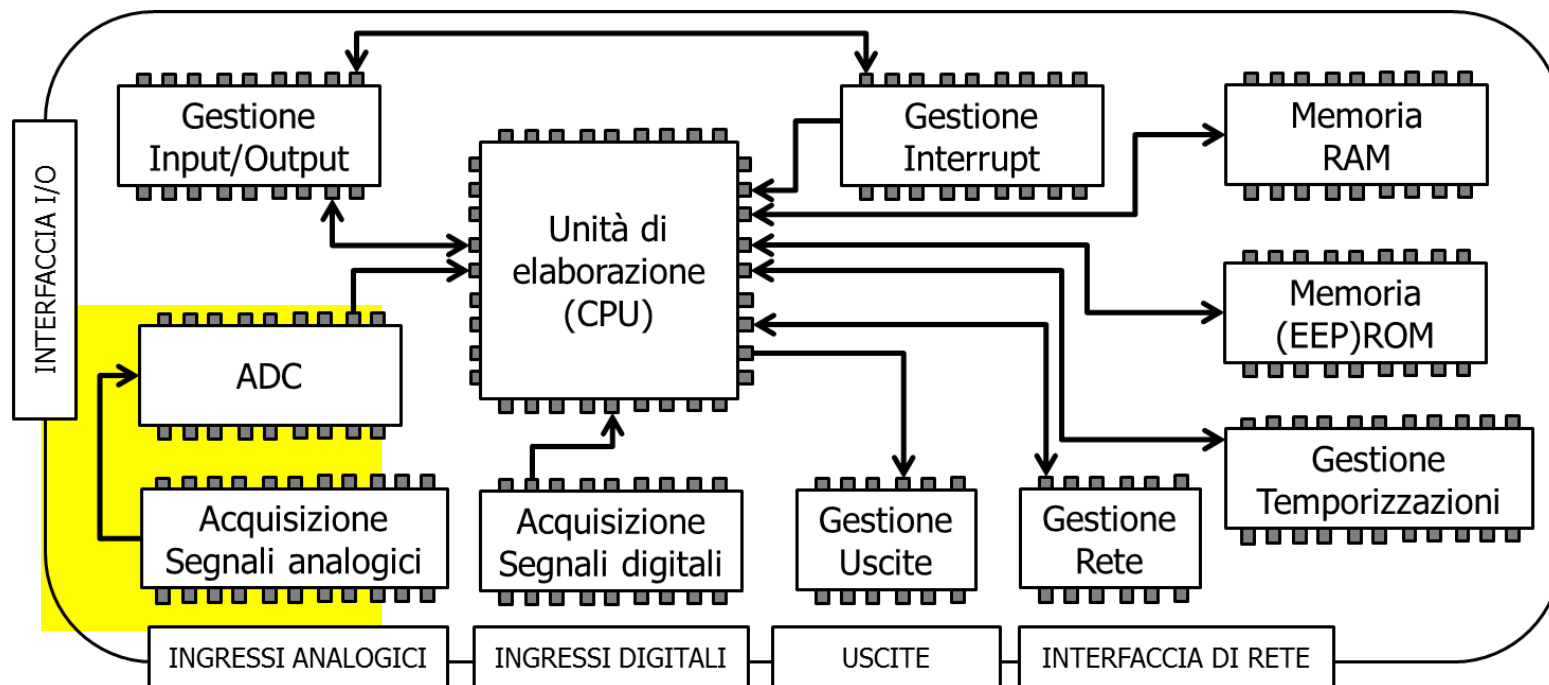 Gestione
Input/Output
Gestione
Interrupt
Memoria
RAM
INTERFACCIA I/O
Unità di
elaborazione
(CPU)
Memoria
(EEP)ROM
ADC
Gestione
Temporizzazioni
Acquisizione
Segnali analogici
Acquisizione
Segnali digitali
Gestione
Uscite
Gestione
Rete
INGRESSI ANALOGICI
INGRESSI DIGITALI
USCITE
INTERFACCIA DI RETE